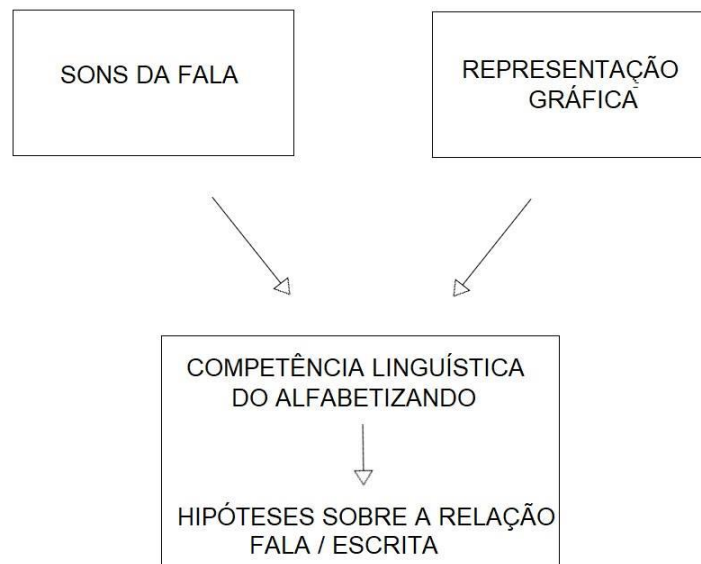 SONS DA FALA
REPRESENTAÇÃO
GRÁFICA
COMPETÊNCIA LINGUÍSTICA
DO ALFABETIZANDO
HIPÓTESES SOBRE A RELAÇÃO
FALA / ESCRITA